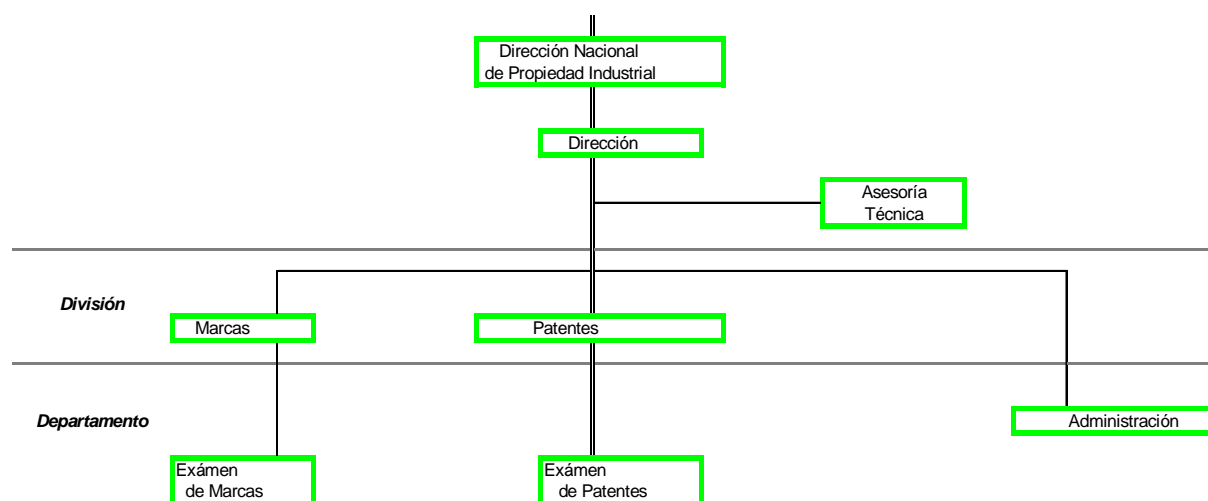 Dirección Nacional
de Propiedad Industrial
Dirección
Asesoría
Técnica
División
Marcas
Patentes
Departamento
Administración
Exámen
de Marcas
Exámen
de Patentes